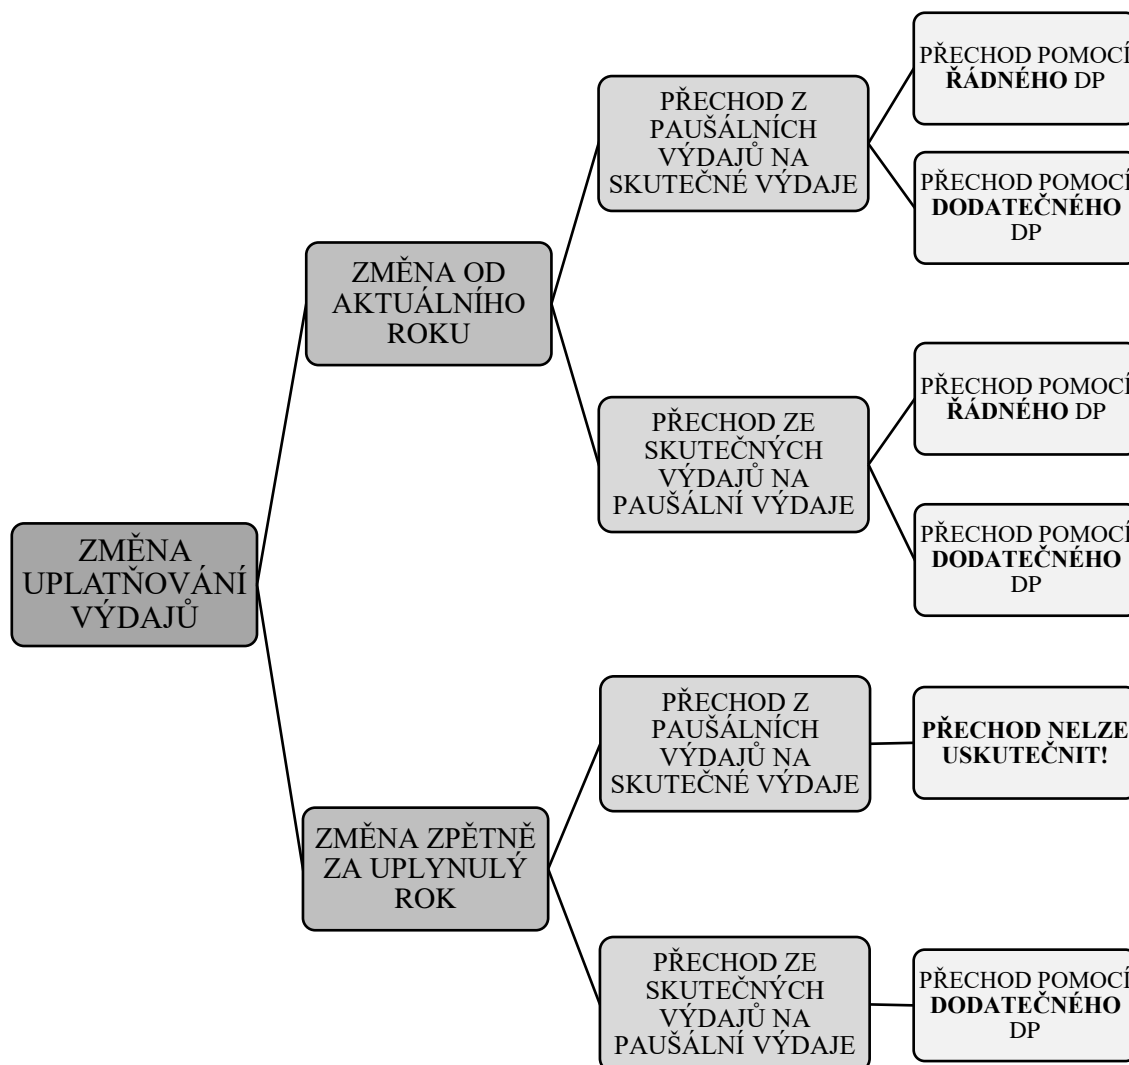 ZMĚNA
UPLATŇOVÁNÍ
VÝDAJŮ
ZMĚNA OD
AKTUÁLNÍHO
ROKU
PŘECHOD Z
PAUŠÁLNÍCH
VÝDAJŮ NA
SKUTEČNÉ VÝDAJE
PŘECHOD POMOCÍ
ŘÁDNÉHO DP
PŘECHOD POMOCÍ
DODATEČNÉHO
DP
PŘECHOD ZE
SKUTEČNÝCH
VÝDAJŮ NA
PAUŠÁLNÍ VÝDAJE
PŘECHOD POMOCÍ
ŘÁDNÉHO DP
PŘECHOD POMOCÍ
DODATEČNÉHO
DP
ZMĚNA ZPĚTNĚ
ZA UPLYNULÝ
ROK
PŘECHOD Z
PAUŠÁLNÍCH
VÝDAJŮ NA
SKUTEČNÉ VÝDAJE
PŘECHOD NELZE
USKUTEČNIT!
PŘECHOD ZE
SKUTEČNÝCH
VÝDAJŮ NA
PAUŠÁLNÍ VÝDAJE
PŘECHOD POMOCÍ
DODATEČNÉHO
DP